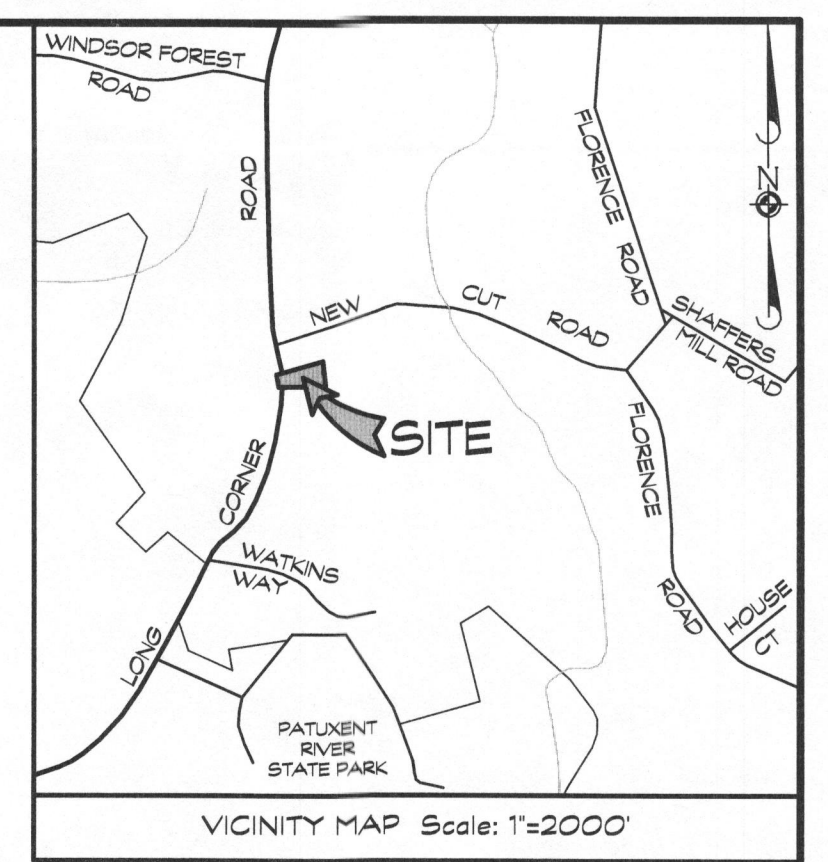 WINDSOR FOREST
ROAD
ROAD
FLORENCE ROAD
N
NEW CUT ROAD
SHAFFERS
MILL ROAD
SITE
FLORENCE
ROAD
LONG CORNER
WATKINS
WAY
HOUSE
CT
PATUXENT
RIVER
STATE PARK
VICINITY MAP Scale: 1"=2000'